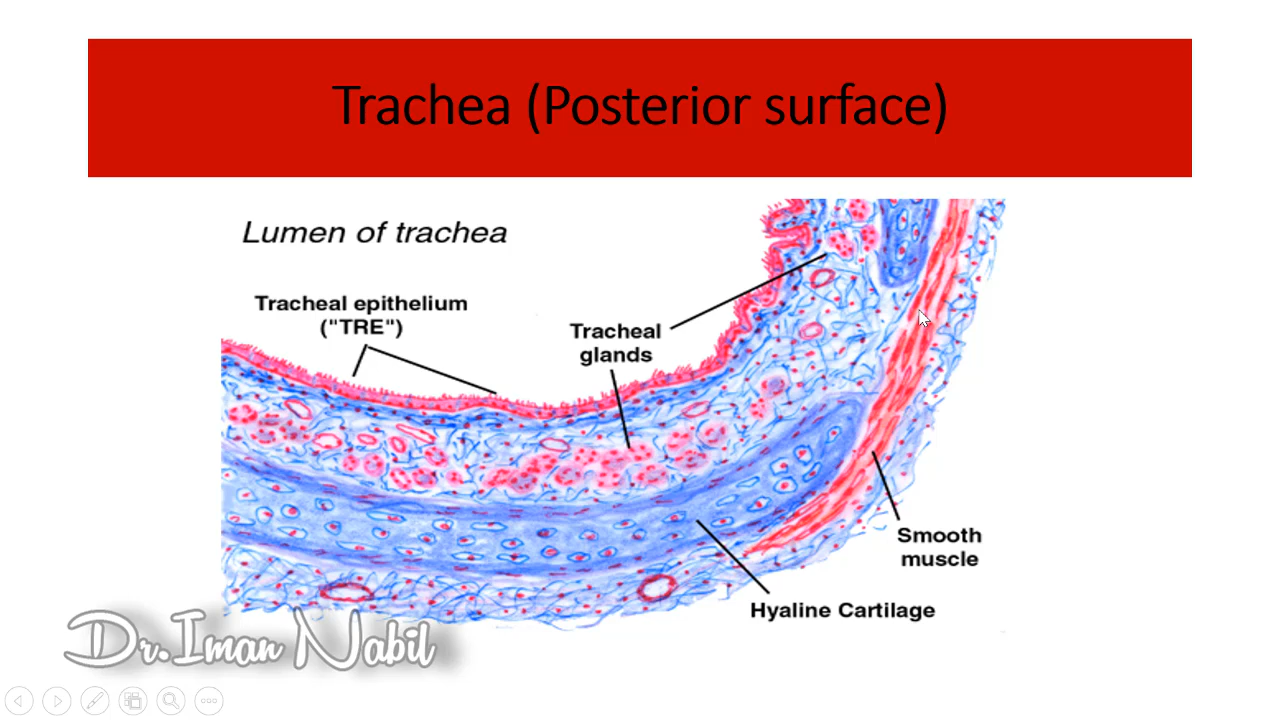 Trachea (Posterior surface)
Lumen of trachea
Tracheal epithelium
("TRE")
Tracheal
glands
Smooth
muscle
Hyaline Cartilage
Dr.Iman Nabil